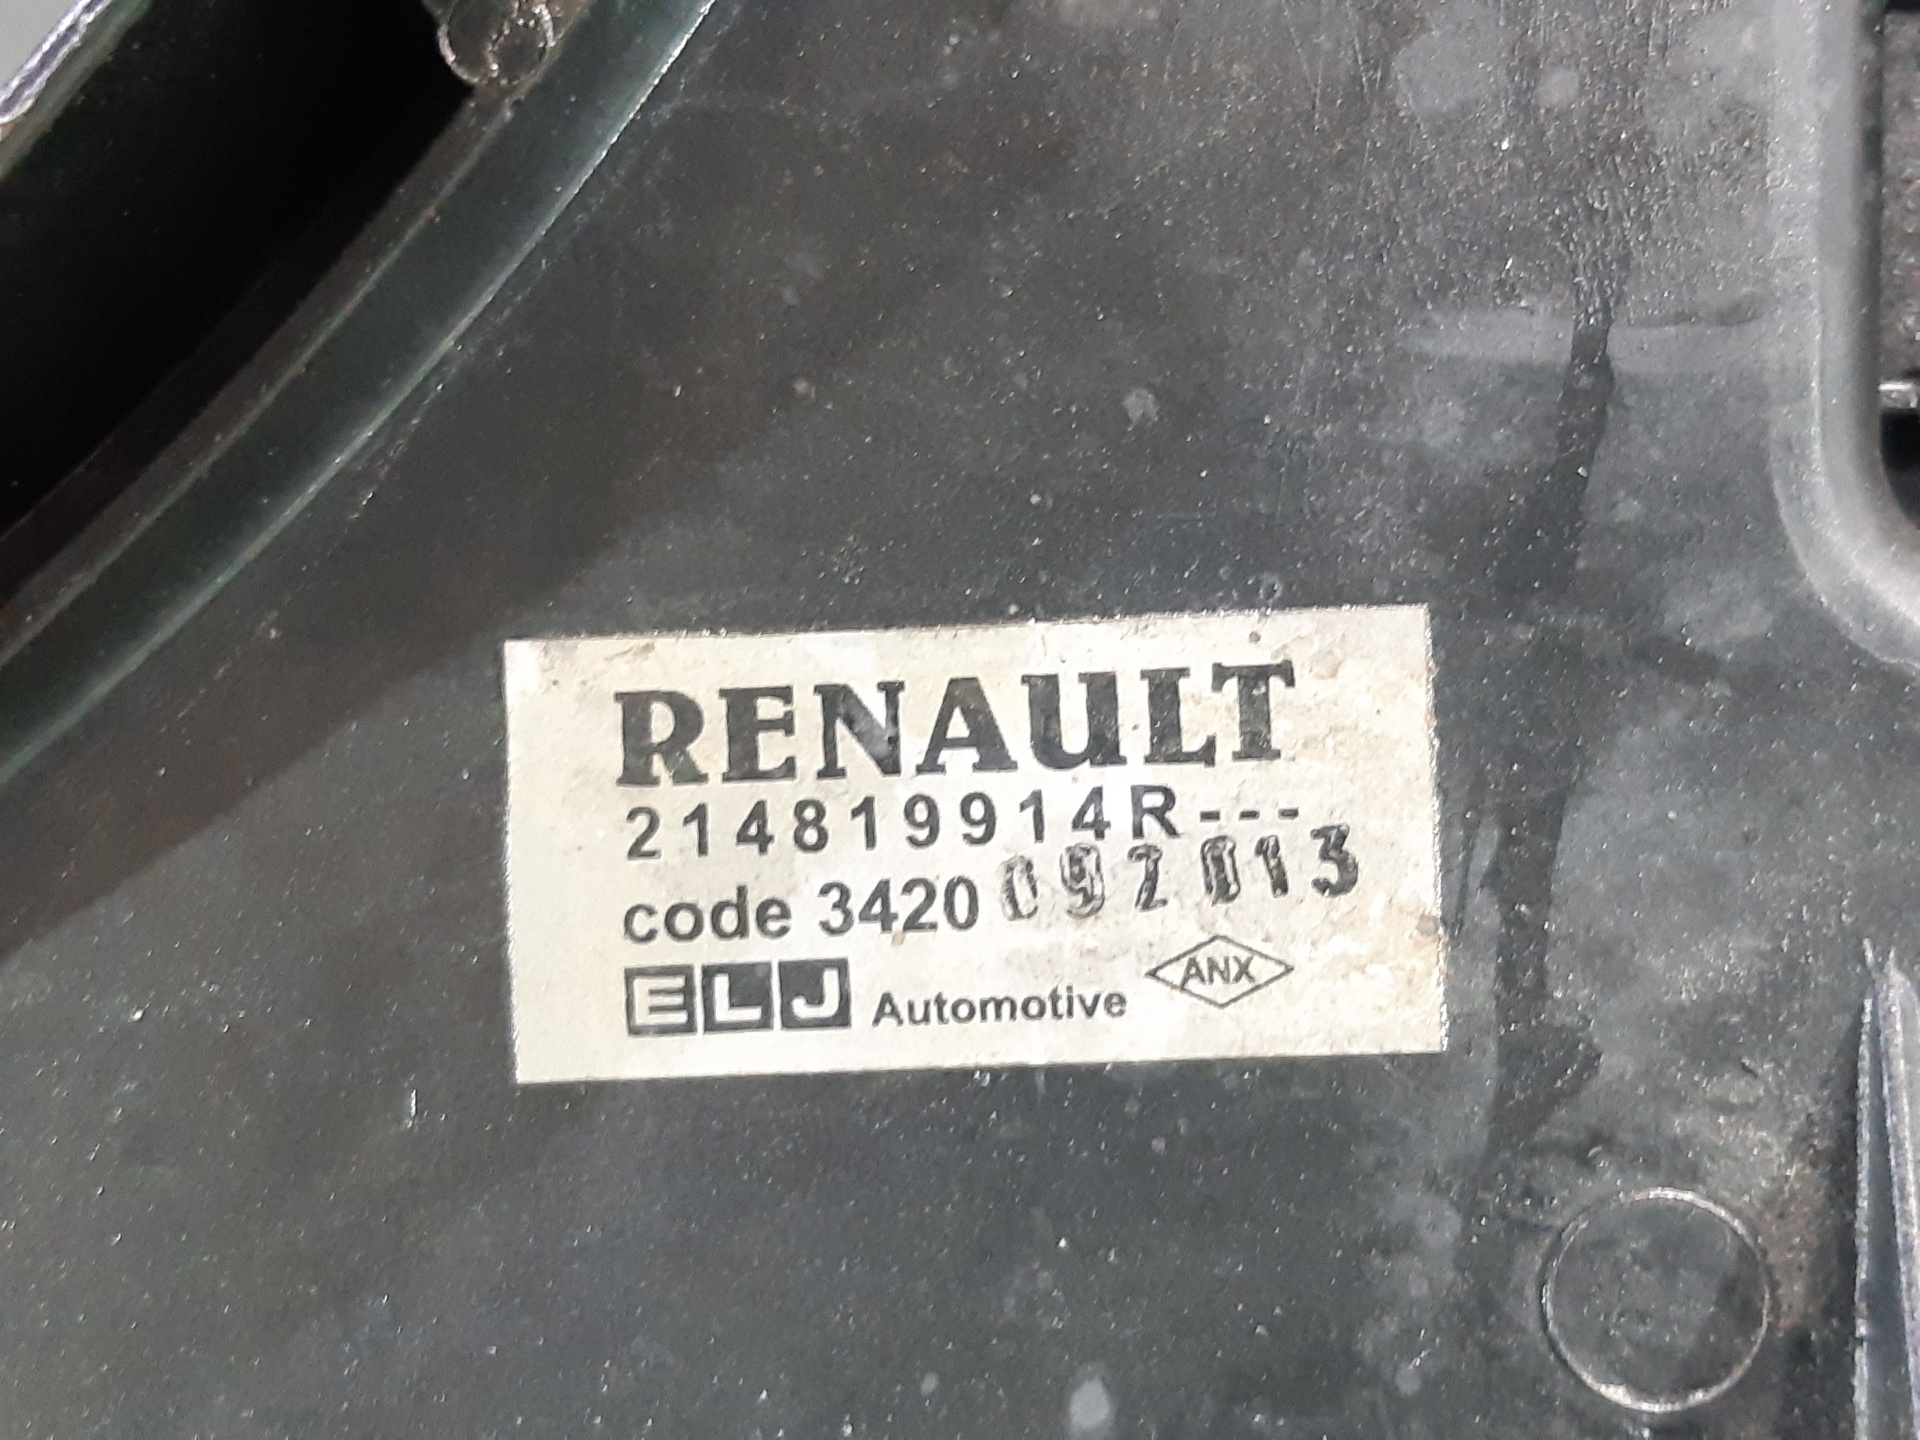 RENAULT
214819914R---
code 3420 092013
ELJ Automotive ANX